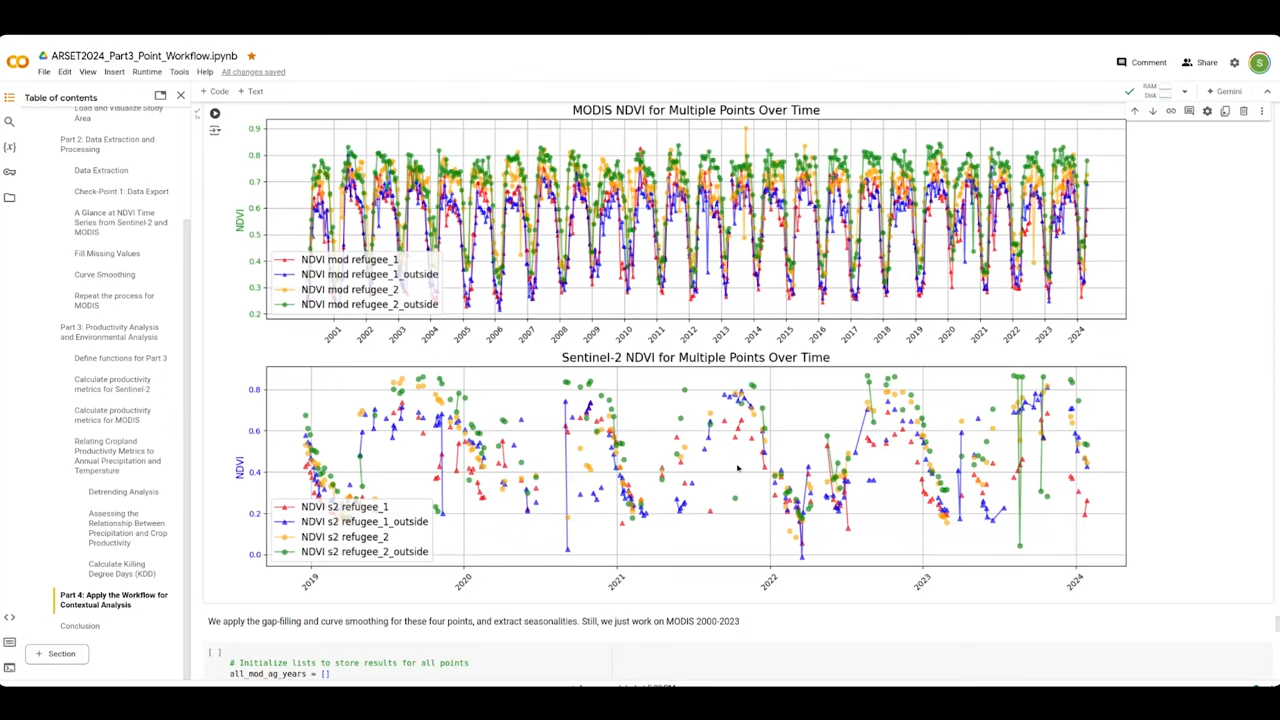 ARSET2024_Part3_Point_Workflow.ipynb
File Edit View Insert Runtime Tools Help All changes saved
Comment Share S
Table of contents
+ Code + Text
RAM
Disk
Gemini
Load and Visualize Study
Area
Part 2: Data Extraction and
Processing
Data Extraction
Check-Point 1: Data Export
A Glance at NDVI Time
Series from Sentinel-2 and
MODIS
Fill Missing Values
Curve Smoothing
Repeat the process for
MODIS
Part 3: Productivity Analysis
and Environmental Analysis
Define functions for Part 3
Calculate productivity
metrics for Sentinel-2
Calculate productivity
metrics for MODIS
Relating Cropland
Productivity Metrics to
Annual Precipitation and
Temperature
Detrending Analysis
Assessing the
Relationship Between
Precipitation and Crop
Productivity
Calculate Killing
Degree Days (KDD)
Part 4: Apply the Workflow for
Contextual Analysis
Conclusion
+ Section
MODIS NDVI for Multiple Points Over Time
0.9
0.8
0.7
0.6
0.5
0.4
0.3
0.2
NDVI
NDVI mod refugee_1
NDVI mod refugee_1_outside
NDVI mod refugee_2
NDVI mod refugee_2_outside
2001 2002 2003 2004 2005 2006 2007 2008 2009 2010 2011 2012 2013 2014 2015 2016 2017 2018 2019 2020 2021 2022 2023 2024
Sentinel-2 NDVI for Multiple Points Over Time
0.8
0.6
0.4
0.2
0.0
NDVI
NDVI s2 refugee_1
NDVI s2 refugee_1_outside
NDVI s2 refugee_2
NDVI s2 refugee_2_outside
2019 2020 2021 2022 2023 2024
We apply the gap-filling and curve smoothing for these four points, and extract seasonalities. Still, we just work on MODIS 2000-2023
[ ]
# Initialize lists to store results for all points
all_mod_ag_years = []